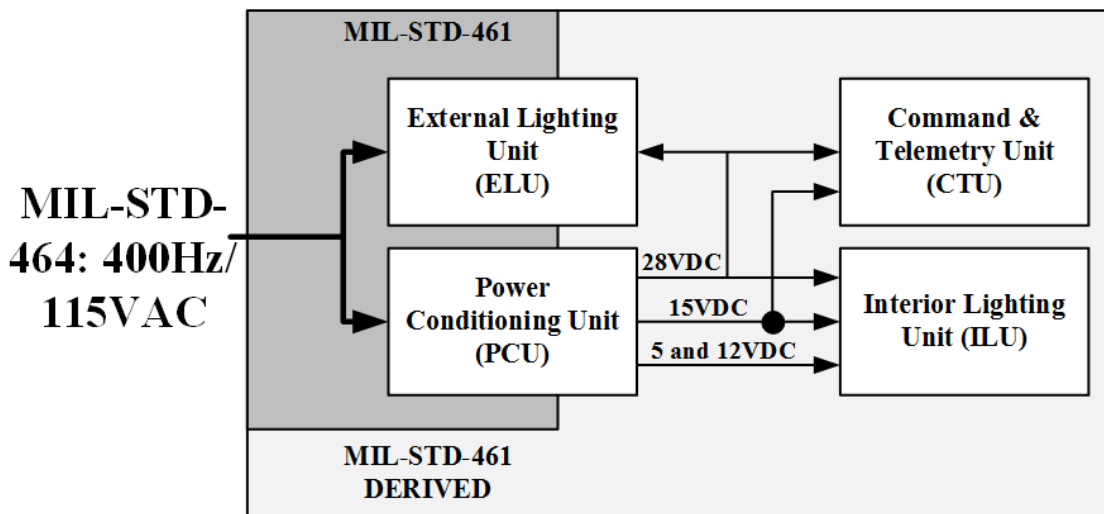 MIL-STD-461
External Lighting
Unit
(ELU)
Command &
Telemetry Unit
(CTU)
MIL-STD-
464: 400Hz/
115VAC
Power
Conditioning Unit
(PCU)
28VDC
15VDC
5 and 12VDC
Interior Lighting
Unit (ILU)
MIL-STD-461
DERIVED